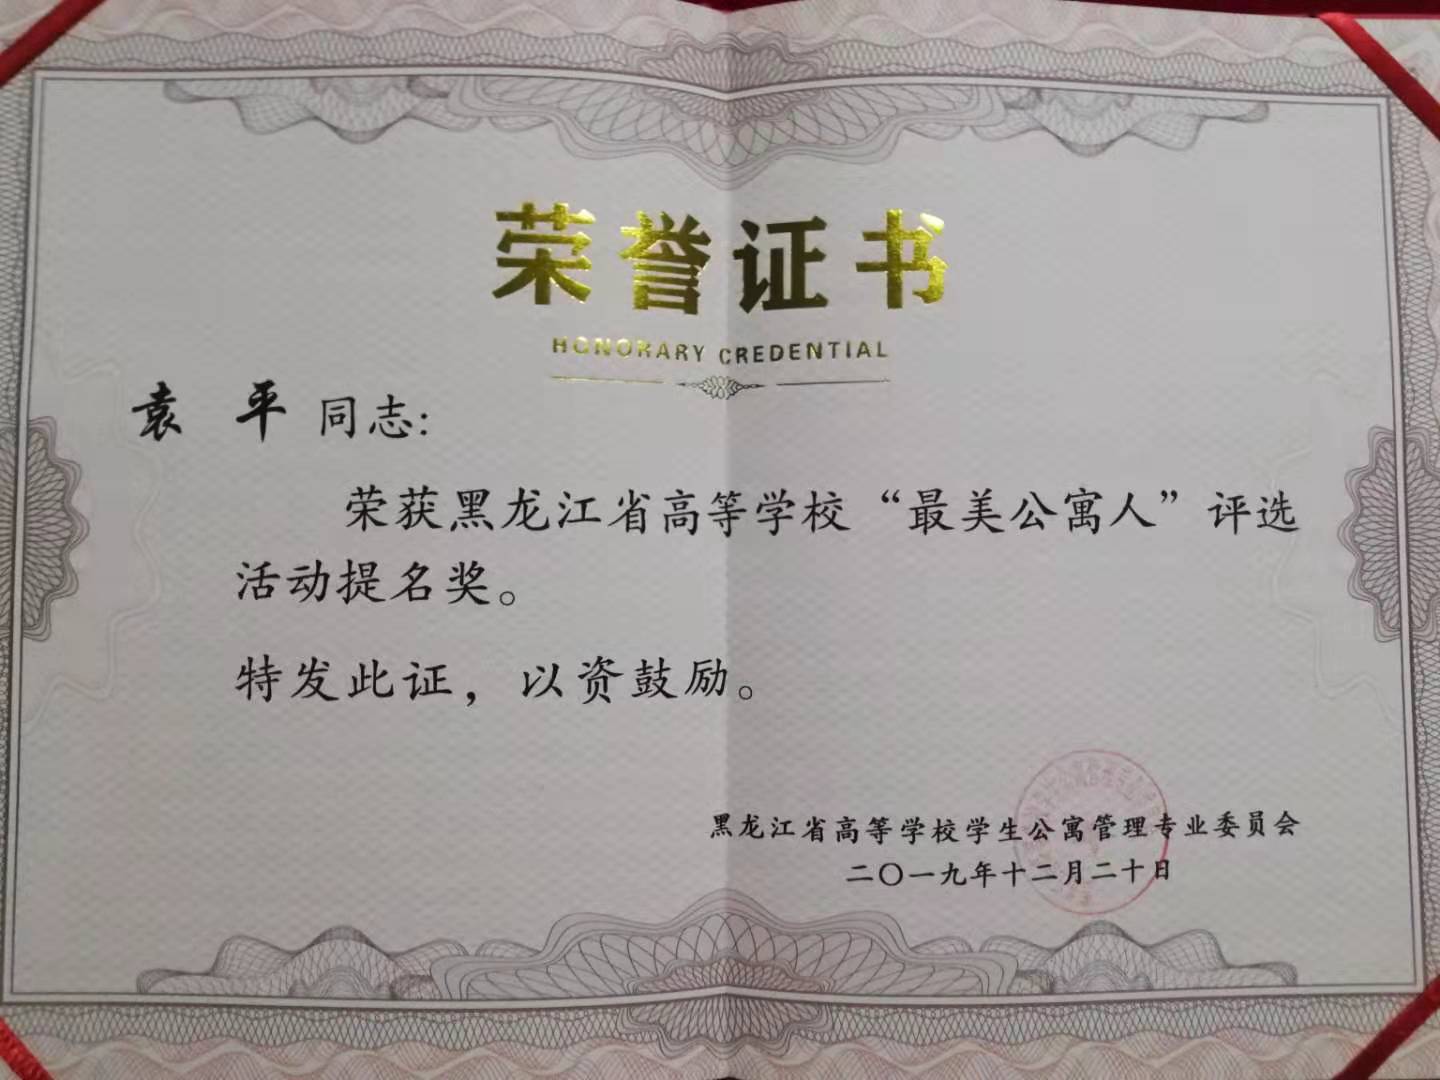 荣誉证书
HONORARY CREDENTIAL
袁 平 同志：
荣获黑龙江省高等学校“最美公寓人”评选
活动提名奖。
特发此证，以资鼓励。
黑龙江省高等学校学生公寓管理专业委员会
二〇一九年十二月二十日